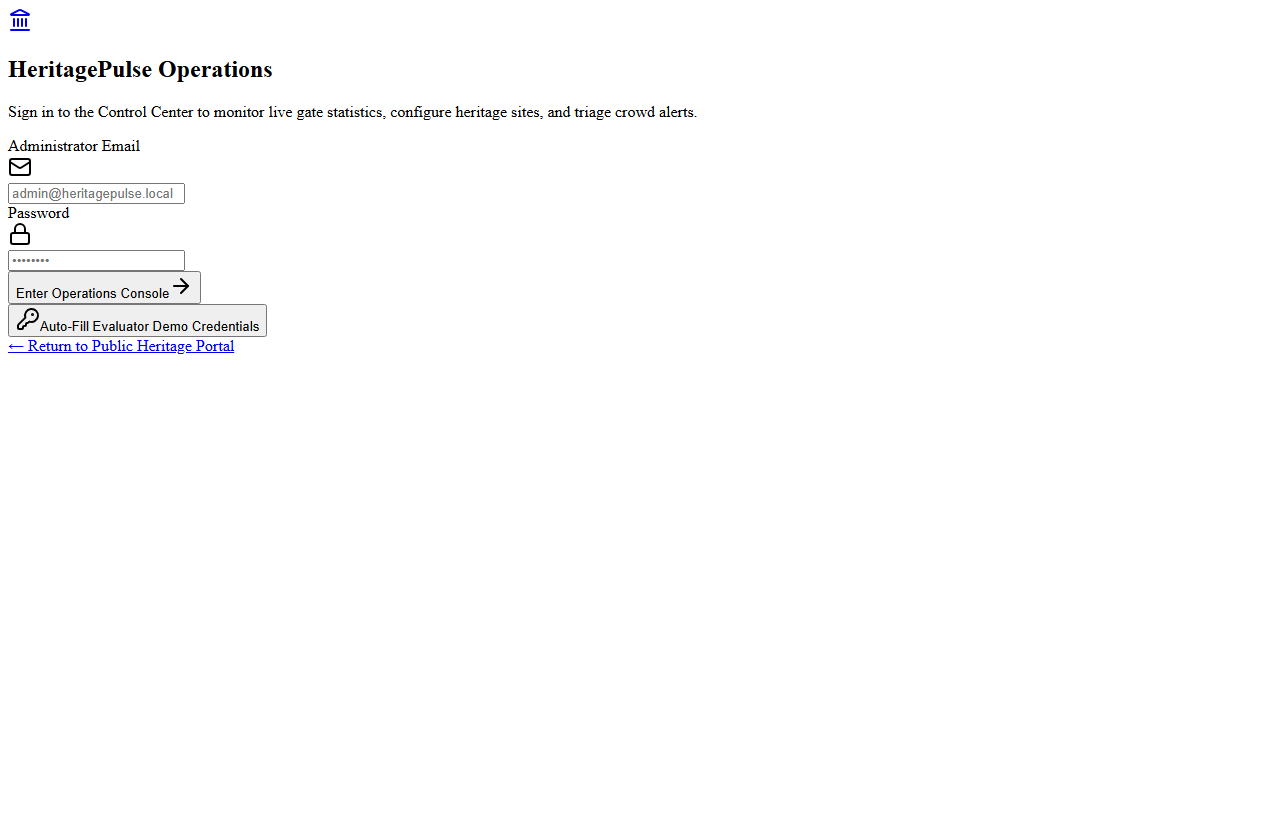 HeritagePulse Operations
Sign in to the Control Center to monitor live gate statistics, configure heritage sites, and triage crowd alerts.
Administrator Email
admin@heritagepulse.local
Password
••••••••
Enter Operations Console
Auto-Fill Evaluator Demo Credentials
← Return to Public Heritage Portal